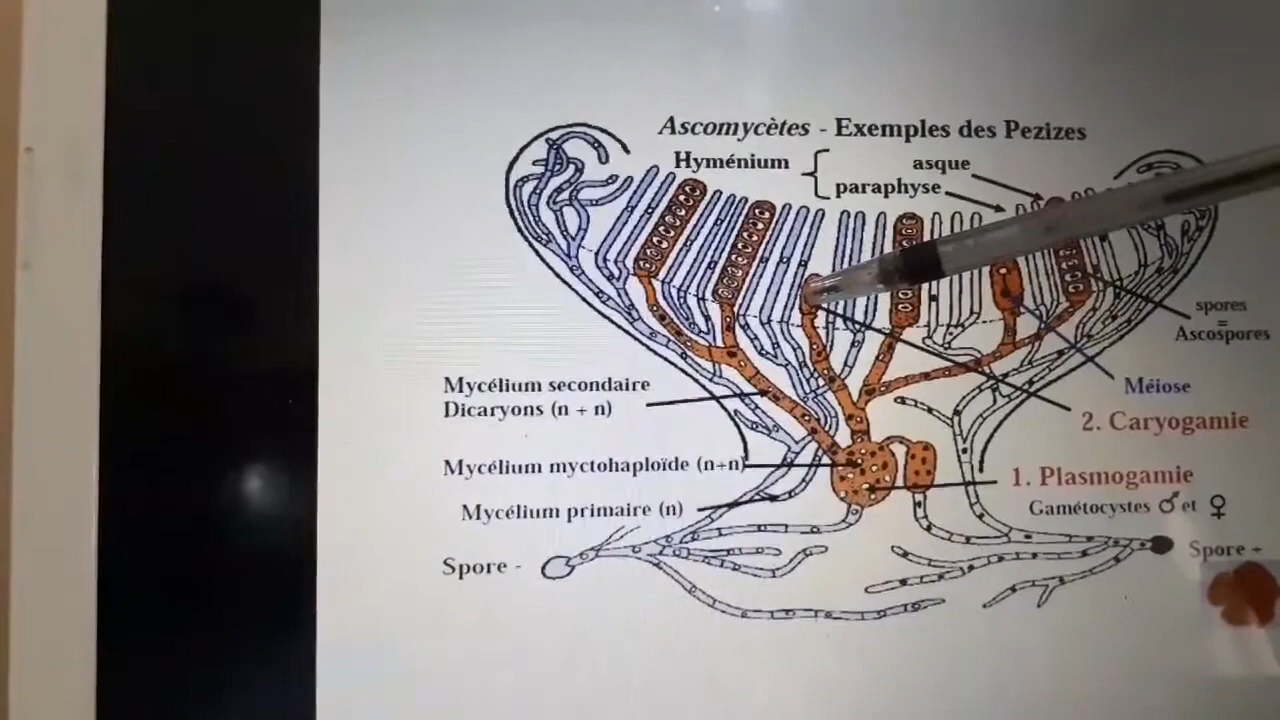 Ascomycètes - Exemples des Pezizes
Hyménium
asque
paraphyse
spores
=
Ascospores
Méiose
2. Caryogamie
Mycélium secondaire
Dicaryons (n + n)
Mycélium myctohaploïde (n+n)
1. Plasmogamie
Gamétocystes ♂ et ♀
Mycélium primaire (n)
Spore -
Spore +